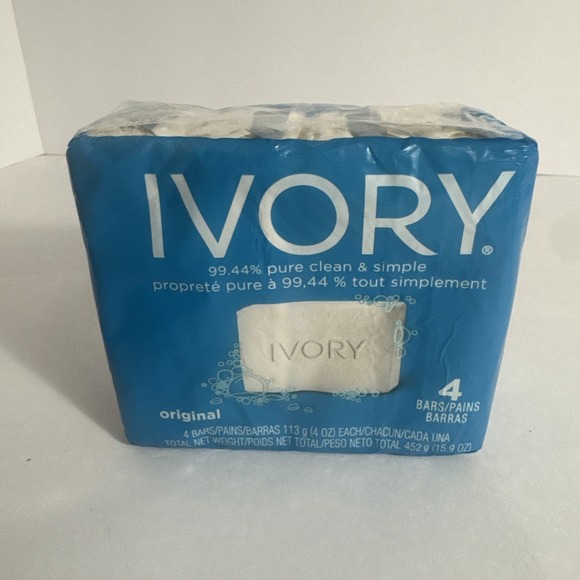 IVORY®
99.44% pure clean & simple
propreté pure à 99,44 % tout simplement
IVORY
4
BARS/PAINS
BARRAS
original
4 BARS/PAINS/BARRAS 113 g (4 OZ) EACH/CHACUN/CADA UNA
TOTAL NET WEIGHT/POIDS NET TOTAL/PESO NETO TOTAL 452 g (15.9 OZ)